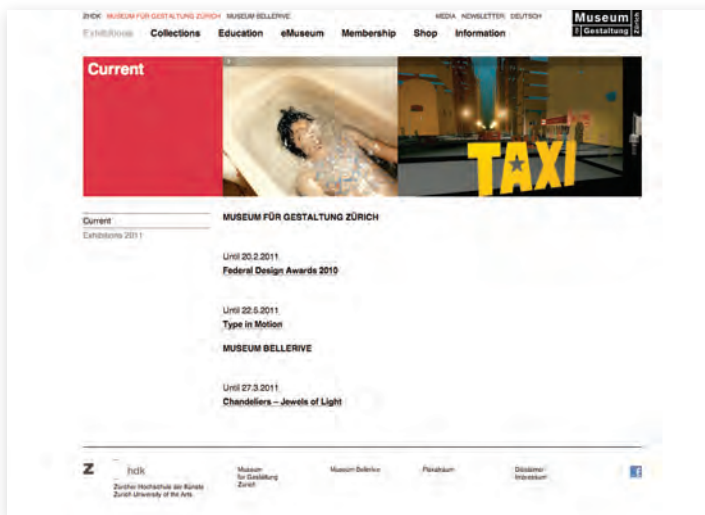 ZHDK MUSEUM FÜR GESTALTUNG ZÜRICH MUSEUM BELLERIVE MEDIA NEWSLETTER DEUTSCH
Exhibitions Collections Education eMuseum Membership Shop Information
Museum
Gestaltung
Zürich
Current
TAXI
Current
Exhibitions 2011
MUSEUM FÜR GESTALTUNG ZÜRICH
Until 20.2.2011
Federal Design Awards 2010
Until 22.5.2011
Type in Motion
MUSEUM BELLERIVE
Until 27.3.2011
Chandeliers – Jewels of Light
Z hdk
Zürcher Hochschule der Künste
Zurich University of the Arts
Museum
für Gestaltung
Zürich
Museum Bellerive
Plakatraum
Disclaimer
Impressum
f